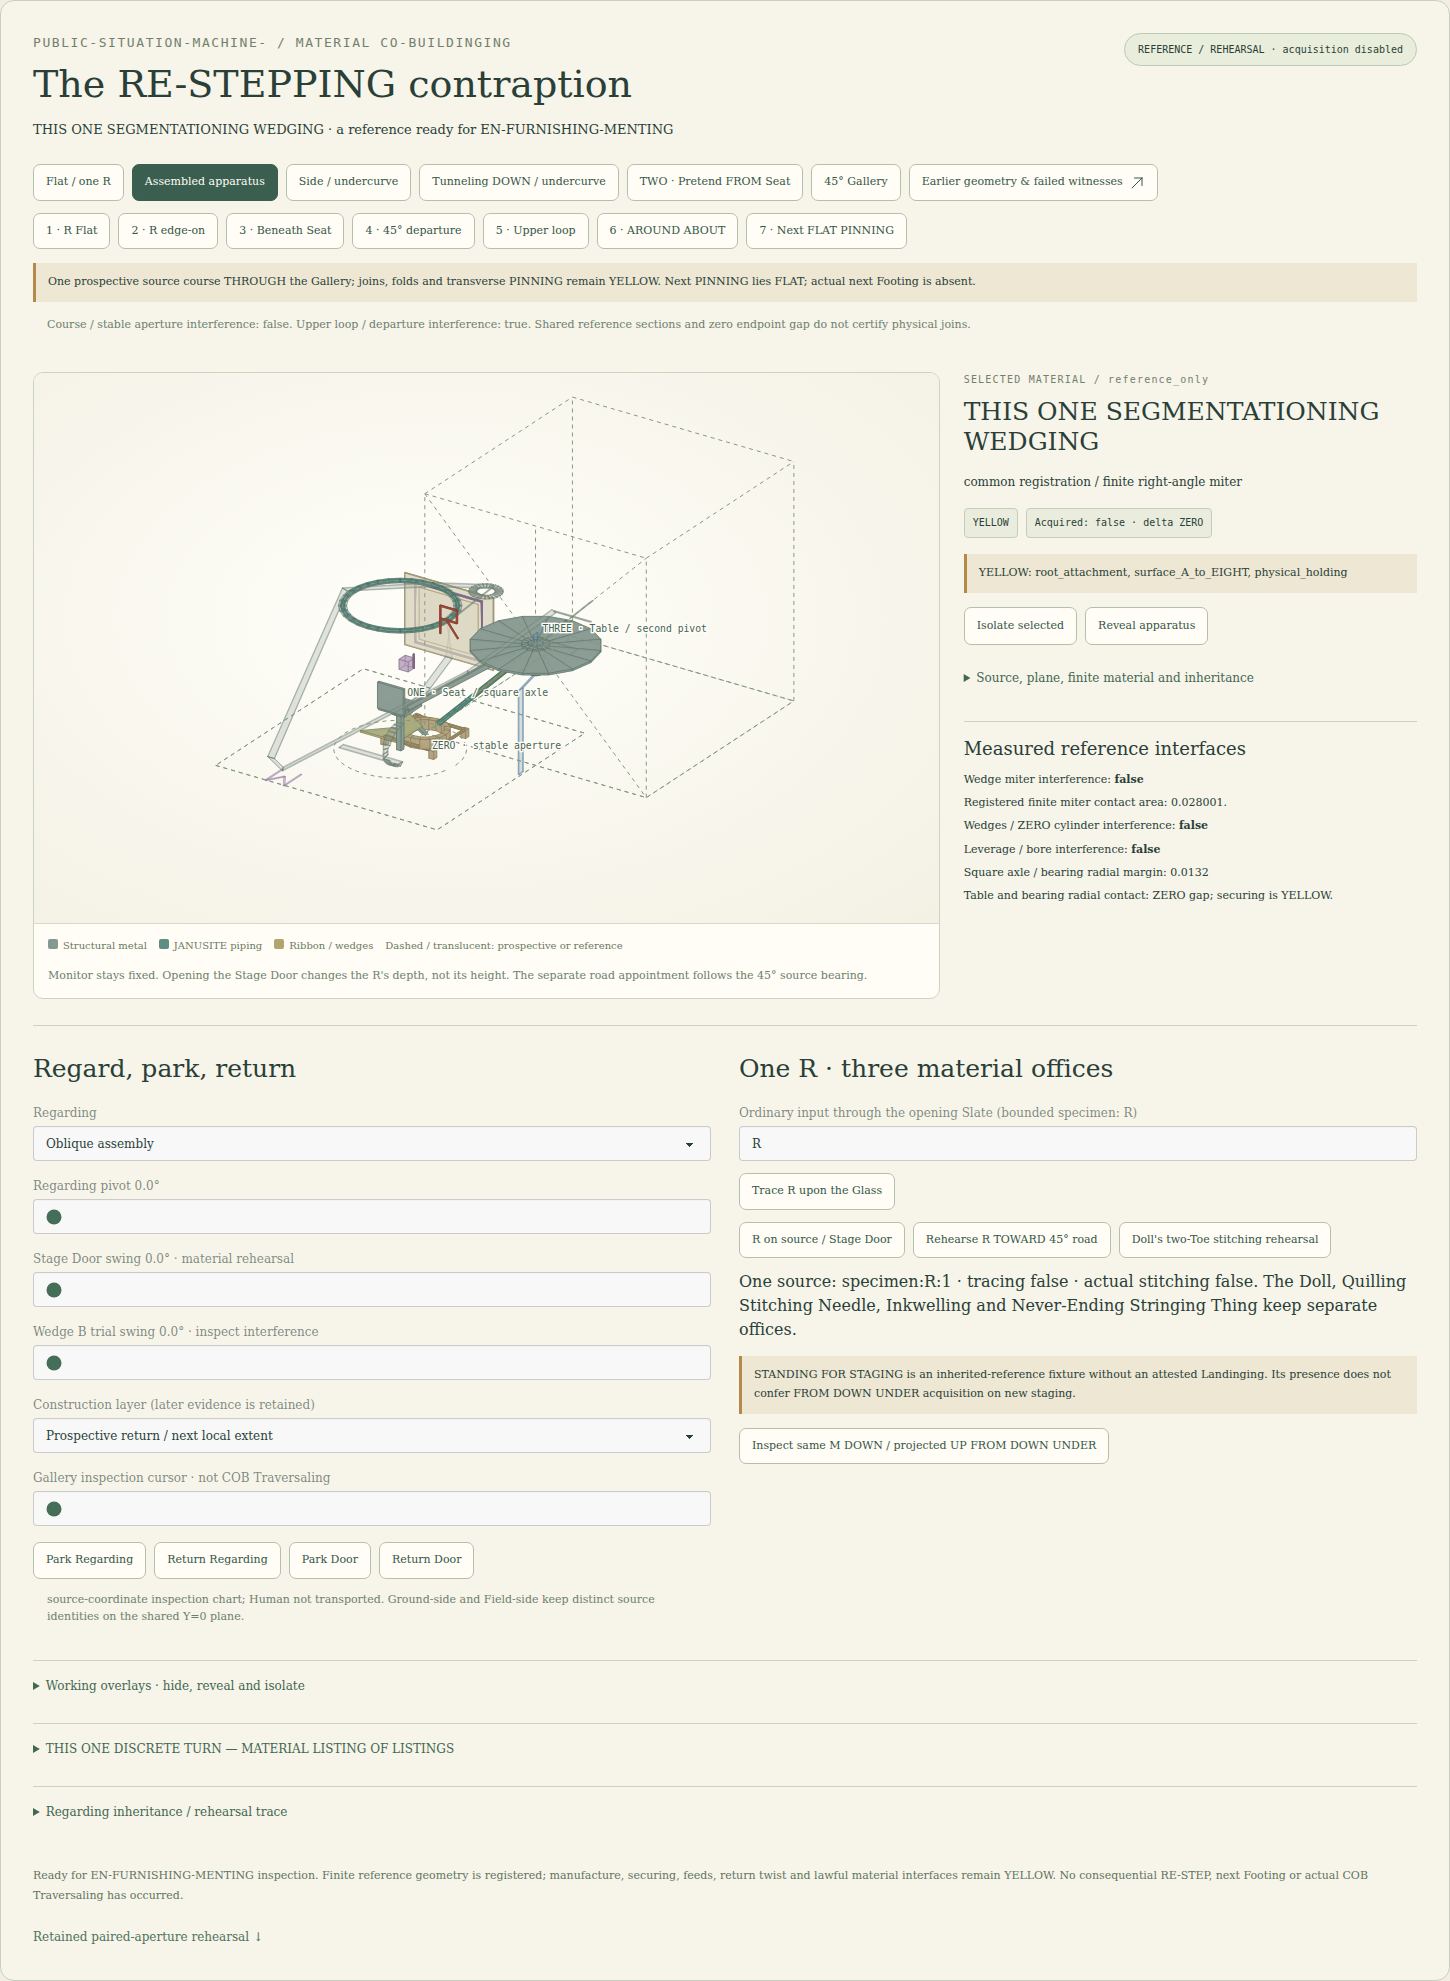 PUBLIC-SITUATION-MACHINE- / MATERIAL CO-BUILDINGING
REFERENCE / REHEARSAL · acquisition disabled
The RE-STEPPING contraption
THIS ONE SEGMENTATIONING WEDGING · a reference ready for EN-FURNISHING-MENTING
Flat / one R
Assembled apparatus
Side / undercurve
Tunneling DOWN / undercurve
TWO · Pretend FROM Seat
45° Gallery
Earlier geometry & failed witnesses
1 · R Flat
2 · R edge-on
3 · Beneath Seat
4 · 45° departure
5 · Upper loop
6 · AROUND ABOUT
7 · Next FLAT PINNING
One prospective source course THROUGH the Gallery; joins, folds and transverse PINNING remain YELLOW. Next PINNING lies FLAT; actual next Footing is absent.
Course / stable aperture interference: false. Upper loop / departure interference: true. Shared reference sections and zero endpoint gap do not certify physical joins.
R
THREE · Table / second pivot
ONE · Seat / square axle
ZERO · stable aperture
Structural metal
JANUSITE piping
Ribbon / wedges
Dashed / translucent: prospective or reference
Monitor stays fixed. Opening the Stage Door changes the R's depth, not its height. The separate road appointment follows the 45° source bearing.
SELECTED MATERIAL / reference_only
THIS ONE SEGMENTATIONING
WEDGING
common registration / finite right-angle miter
YELLOW
Acquired: false · delta ZERO
YELLOW: root_attachment, surface_A_to_EIGHT, physical_holding
Isolate selected
Reveal apparatus
Source, plane, finite material and inheritance
Measured reference interfaces
Wedge miter interference: false
Registered finite miter contact area: 0.028001.
Wedges / ZERO cylinder interference: false
Leverage / bore interference: false
Square axle / bearing radial margin: 0.0132
Table and bearing radial contact: ZERO gap; securing is YELLOW.
Regard, park, return
Regarding
Oblique assembly
Regarding pivot 0.0°
Stage Door swing 0.0° · material rehearsal
Wedge B trial swing 0.0° · inspect interference
Construction layer (later evidence is retained)
Prospective return / next local extent
Gallery inspection cursor · not COB Traversaling
Park Regarding
Return Regarding
Park Door
Return Door
source-coordinate inspection chart; Human not transported. Ground-side and Field-side keep distinct source
identities on the shared Y=0 plane.
One R · three material offices
Ordinary input through the opening Slate (bounded specimen: R)
R
Trace R upon the Glass
R on source / Stage Door
Rehearse R TOWARD 45° road
Doll's two-Toe stitching rehearsal
One source: specimen:R:1 · tracing false · actual stitching false. The Doll, Quilling
Stitching Needle, Inkwelling and Never-Ending Stringing Thing keep separate
offices.
STANDING FOR STAGING is an inherited-reference fixture without an attested Landinging. Its presence does not
confer FROM DOWN UNDER acquisition on new staging.
Inspect same M DOWN / projected UP FROM DOWN UNDER
Working overlays · hide, reveal and isolate
THIS ONE DISCRETE TURN — MATERIAL LISTING OF LISTINGS
Regarding inheritance / rehearsal trace
Ready for EN-FURNISHING-MENTING inspection. Finite reference geometry is registered; manufacture, securing, feeds, return twist and lawful material interfaces remain YELLOW. No consequential RE-STEP, next Footing or actual COB
Traversaling has occurred.
Retained paired-aperture rehearsal ↓